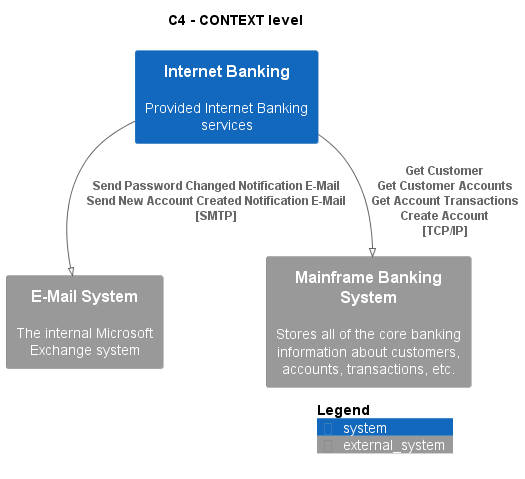 C4 - CONTEXT level
Internet Banking
Provided Internet Banking
services
Send Password Changed Notification E-Mail
Send New Account Created Notification E-Mail
[SMTP]
Get Customer
Get Customer Accounts
Get Account Transactions
Create Account
[TCP/IP]
E-Mail System
The internal Microsoft
Exchange system
Mainframe Banking
System
Stores all of the core banking
information about customers,
accounts, transactions, etc.
Legend
system
external_system